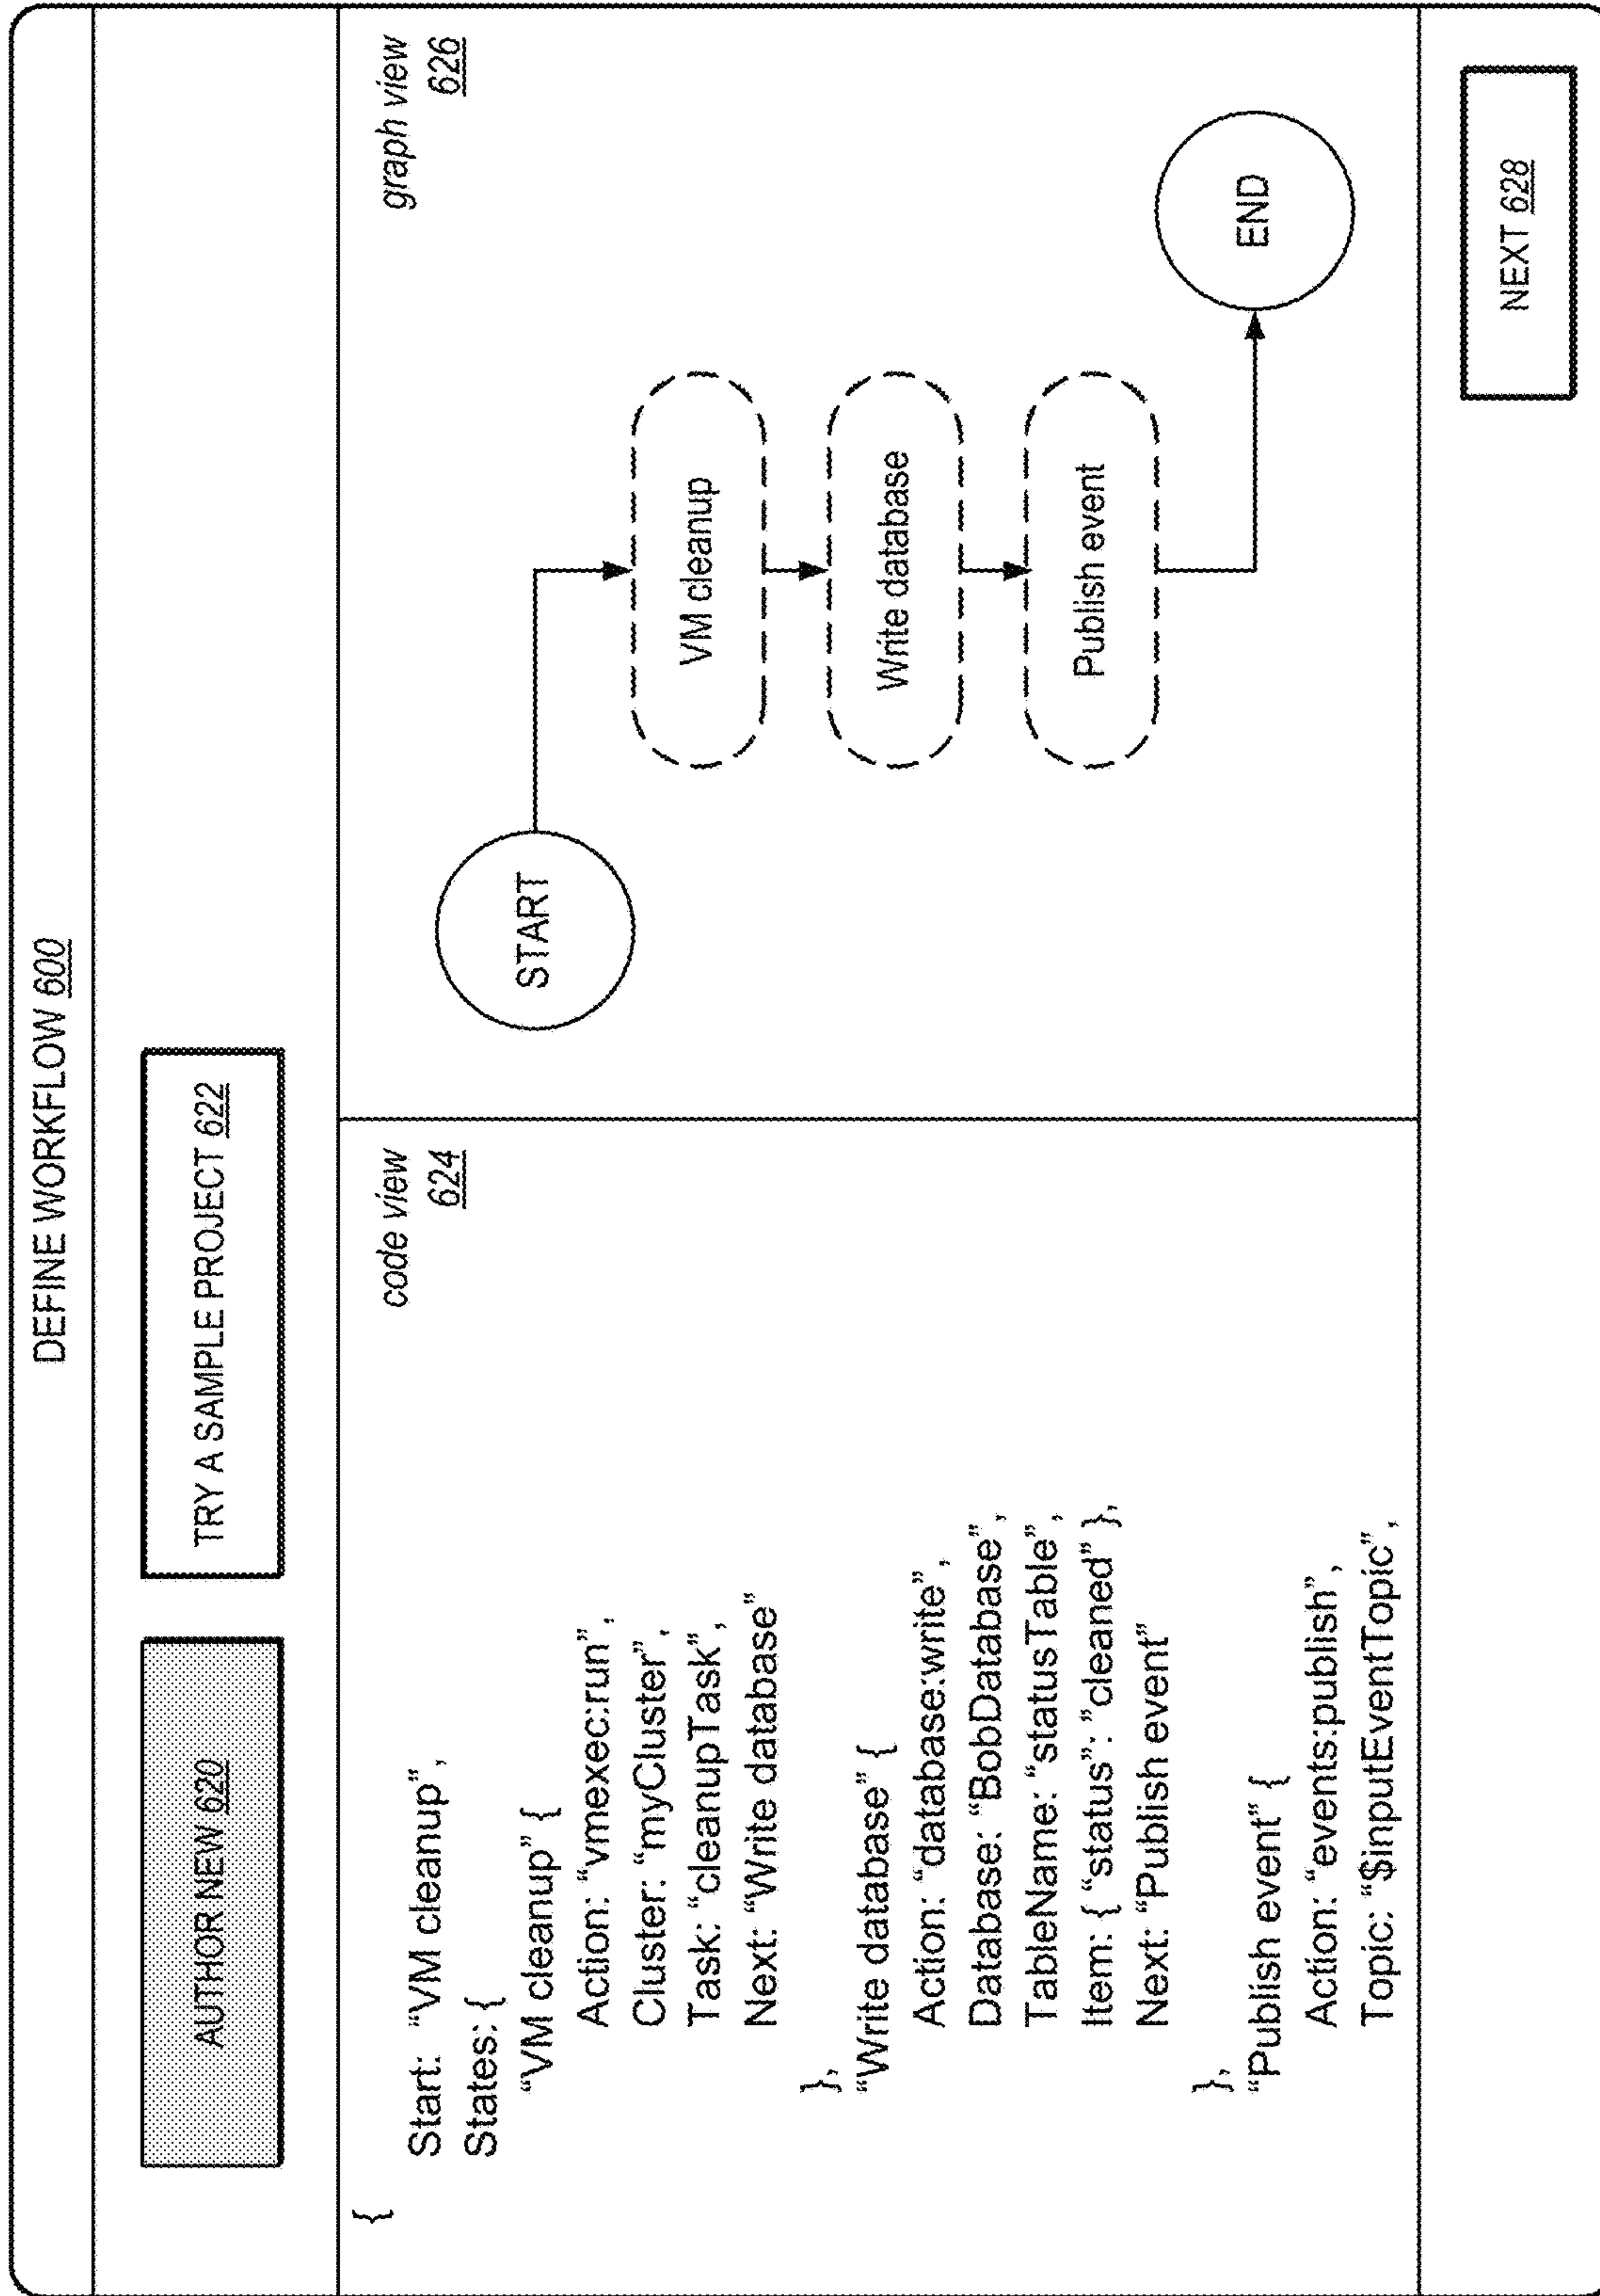 DEFINE WORKFLOW 600
AUTHOR NEW 620
TRY A SAMPLE PROJECT 622
code view
624
{
Start: “VM cleanup”,
States: {
“VM cleanup” {
Action: “vmexec:run”,
Cluster: “myCluster”,
Task: “cleanupTask”,
Next: “Write database”
},
“Write database” {
Action: “database:write”,
Database: “BobDatabase”,
TableName: “statusTable”,
Item: { “status”: ”cleaned” },
Next: “Publish event”
},
“Publish event” {
Action: “events:publish”,
Topic: “$inputEventTopic”,
graph view
626
START
VM cleanup
Write database
Publish event
END
NEXT 628